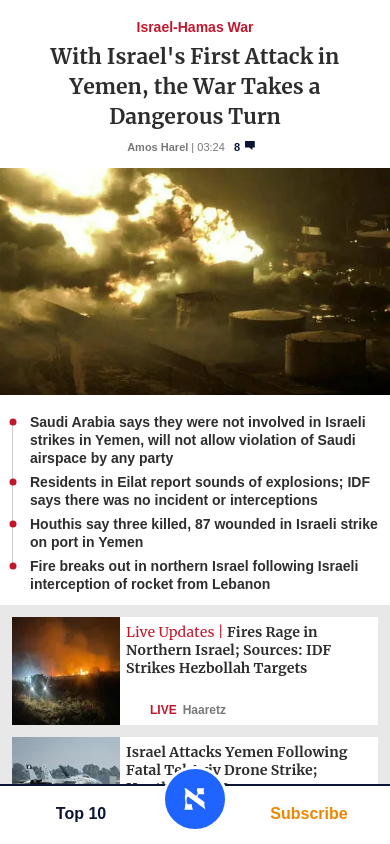 Israel-Hamas War
With Israel's First Attack in
Yemen, the War Takes a
Dangerous Turn
Amos Harel | 03:24 8
Saudi Arabia says they were not involved in Israeli
strikes in Yemen, will not allow violation of Saudi
airspace by any party
Residents in Eilat report sounds of explosions; IDF
says there was no incident or interceptions
Houthis say three killed, 87 wounded in Israeli strike
on port in Yemen
Fire breaks out in northern Israel following Israeli
interception of rocket from Lebanon
Live Updates | Fires Rage in
Northern Israel; Sources: IDF
Strikes Hezbollah Targets
LIVE Haaretz
Israel Attacks Yemen Following
Fatal Tel Aviv Drone Strike;
Top 10
Subscribe